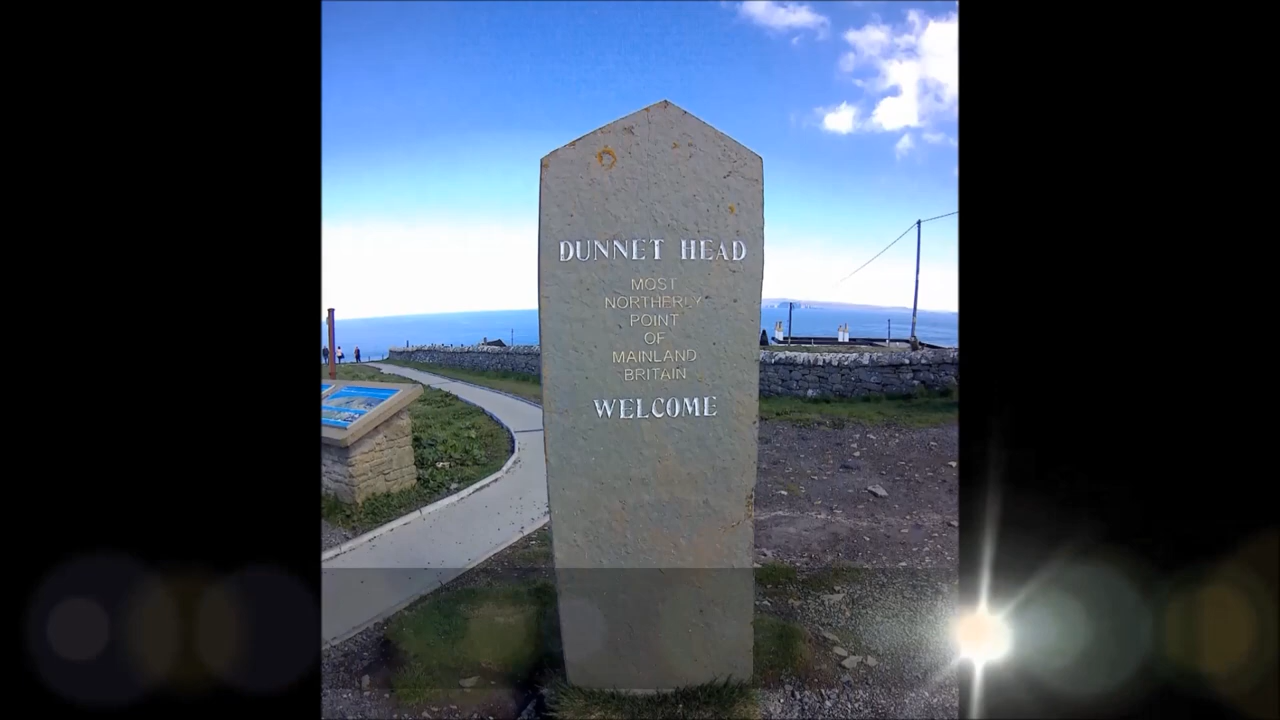 DUNNET HEAD
MOST
NORTHERLY
POINT
OF
MAINLAND
BRITAIN
WELCOME